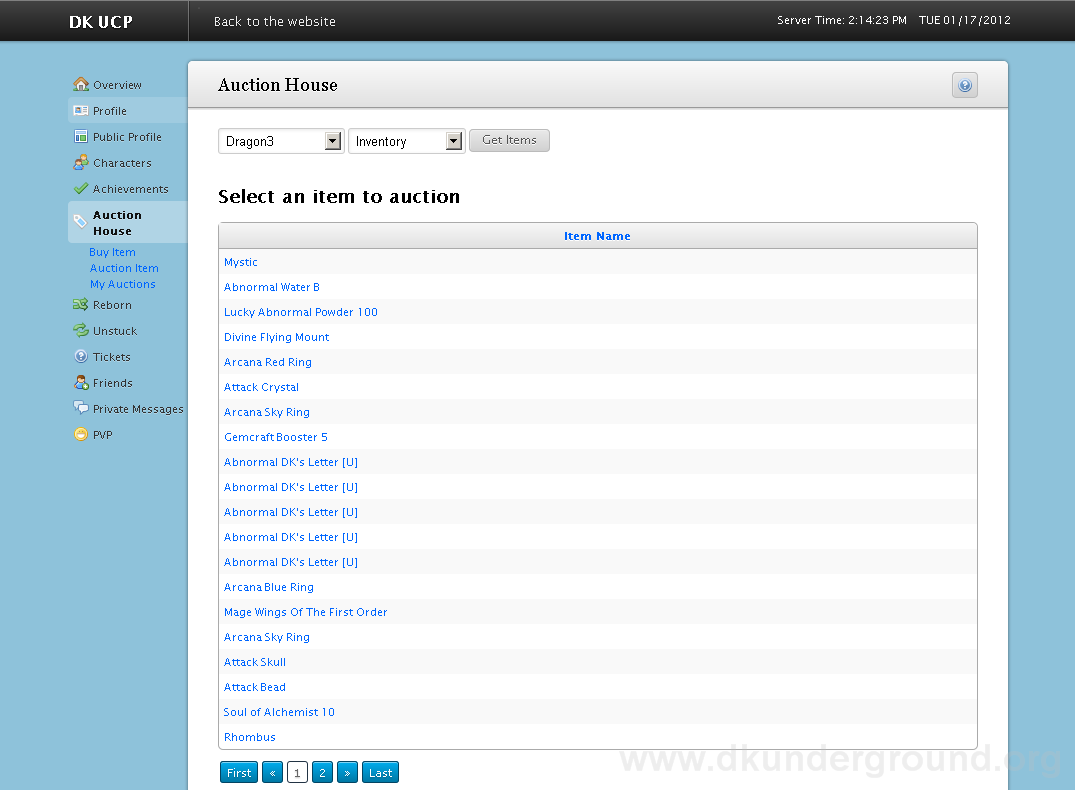 DK UCP
Back to the website
Server Time: 2:14:23 PM TUE 01/17/2012
Overview
Profile
Public Profile
Characters
Achievements
Auction
House
Buy Item
Auction Item
My Auctions
Reborn
Unstuck
Tickets
Friends
Private Messages
PVP
Auction House
Dragon3
Inventory
Get Items
Select an item to auction
Item Name
Mystic
Abnormal Water B
Lucky Abnormal Powder 100
Divine Flying Mount
Arcana Red Ring
Attack Crystal
Arcana Sky Ring
Gemcraft Booster 5
Abnormal DK's Letter [U]
Abnormal DK's Letter [U]
Abnormal DK's Letter [U]
Abnormal DK's Letter [U]
Abnormal DK's Letter [U]
Arcana Blue Ring
Mage Wings Of The First Order
Arcana Sky Ring
Attack Skull
Attack Bead
Soul of Alchemist 10
Rhombus
First « 1 2 » Last
www.dkunderground.org